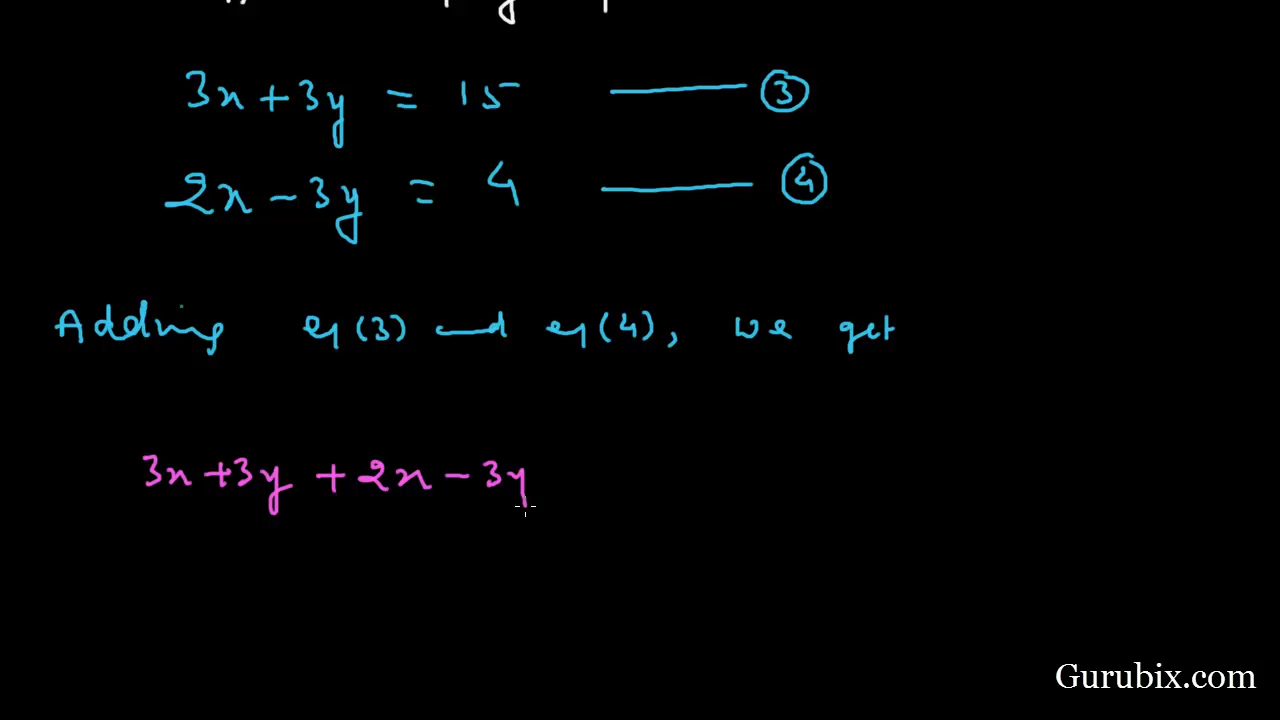 3x + 3y = 15 ——— ③
2x - 3y = 4 ——— ④
Adding eq (3) and eq (4), we get
3x + 3y + 2x - 3y
Gurubix.com